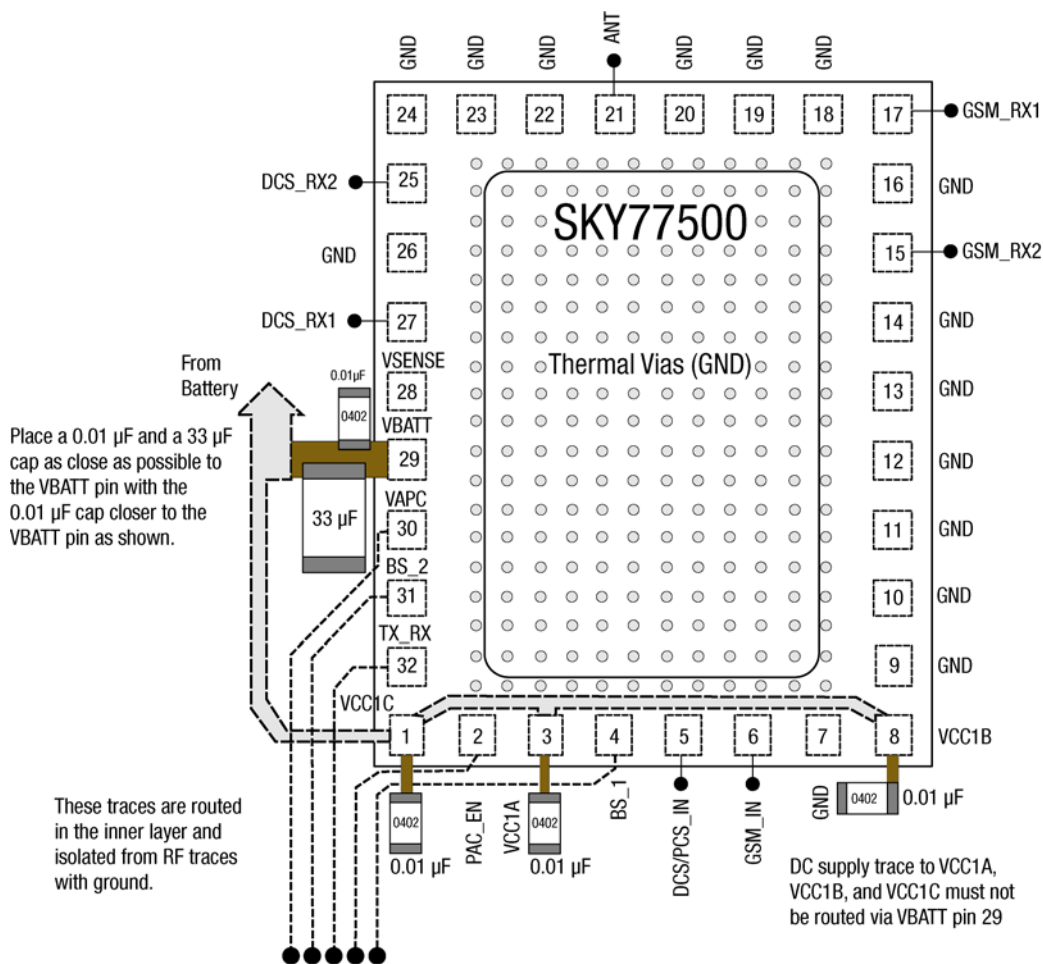 GND
GND
GND
ANT
GND
GND
GND
24
23
22
21
20
19
18
17
GSM_RX1
DCS_RX2
25
16
GND
SKY77500
GND
26
15
GSM_RX2
DCS_RX1
27
14
GND
From
Battery
VSENSE
Thermal Vias (GND)
0.01µF
28
13
GND
0402
VBATT
Place a 0.01 µF and a 33 µF
cap as close as possible to
the VBATT pin with the
0.01 µF cap closer to the
VBATT pin as shown.
29
12
GND
VAPC
33 µF
30
11
GND
BS_2
31
10
GND
TX_RX
32
9
GND
VCC1C
1
2
3
4
5
6
7
8
VCC1B
These traces are routed
in the inner layer and
isolated from RF traces
with ground.
0402
0.01 µF
PAC_EN
VCC1A
0402
0.01 µF
BS_1
DCS/PCS_IN
GSM_IN
GND
0402
0.01 µF
DC supply trace to VCC1A,
VCC1B, and VCC1C must not
be routed via VBATT pin 29